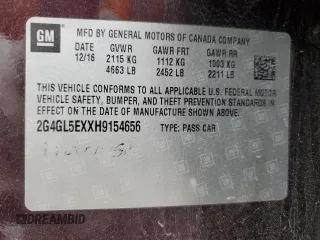 GM
MFD BY GENERAL MOTORS OF CANADA COMPANY
DATE GVWR GAWR FRT GAWR RR
12/16 2115 KG 1112 KG 1003 KG
4663 LB 2452 LB 2211 LB
THIS VEHICLE CONFORMS TO ALL APPLICABLE U.S. FEDERAL MOTOR
VEHICLE SAFETY, BUMPER, AND THEFT PREVENTION STANDARDS IN
EFFECT ON THE DATE OF MANUFACTURE SHOWN ABOVE.
2G4GL5EXXH9154656 TYPE: PASS CAR
DREAMBID